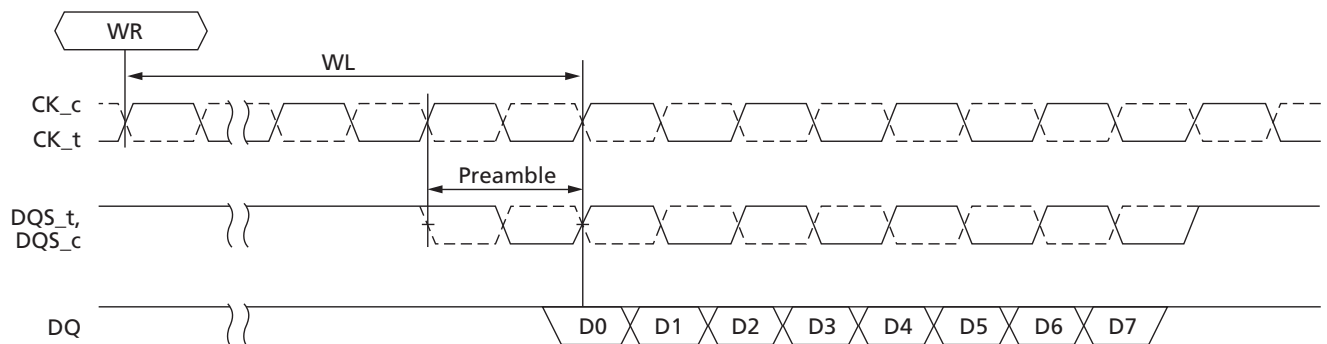 WR
WL
CK_c
CK_t
Preamble
DQS_t,
DQS_c
DQ
D0
D1
D2
D3
D4
D5
D6
D7